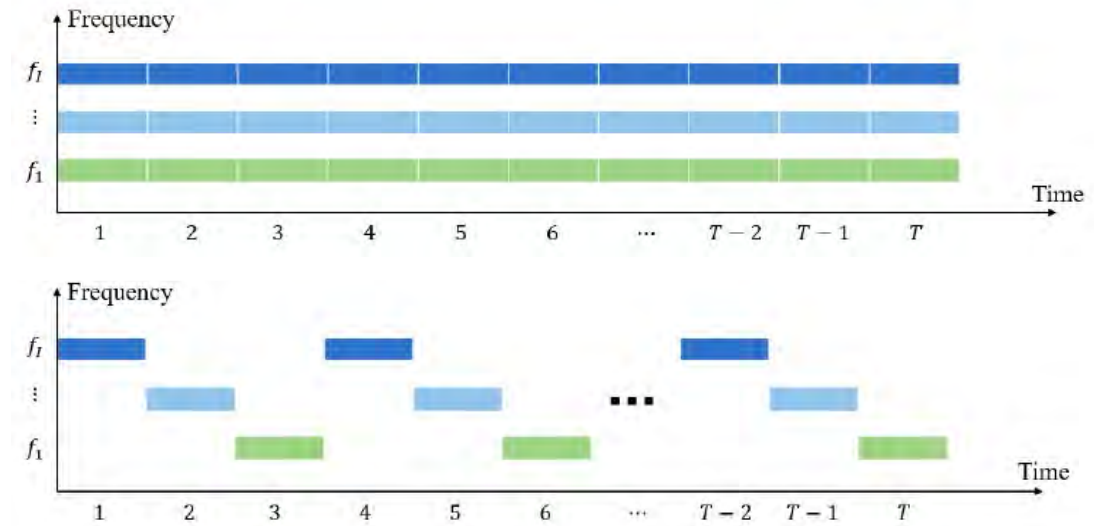 Frequency
f_I
⋮
f_1
Time
1 2 3 4 5 6 ⋯ T − 2 T − 1 T
Frequency
f_I
⋮
f_1
Time
1 2 3 4 5 6 ⋯ T − 2 T − 1 T